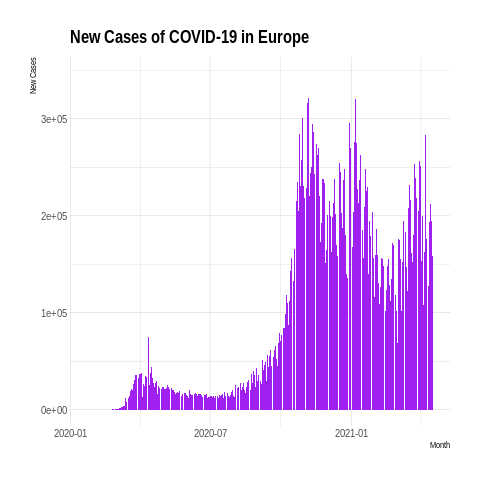 New Cases of COVID-19 in Europe
New Cases
3e+05
2e+05
1e+05
0e+00
2020-01
2020-07
2021-01
Month